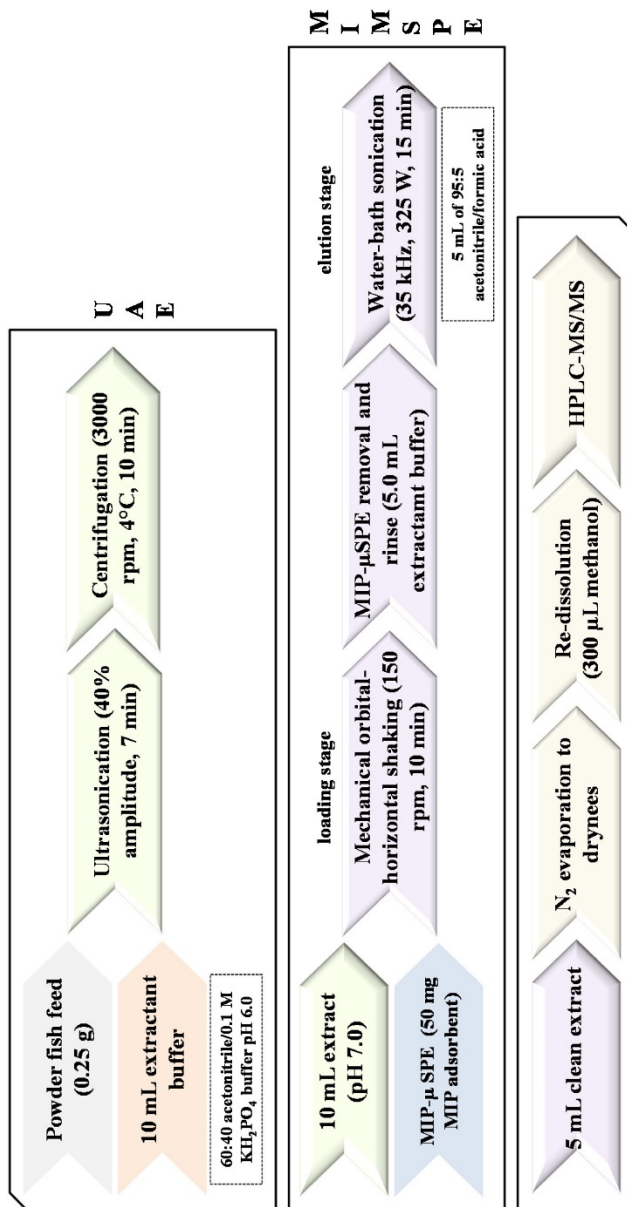 Powder fish feed
(0.25 g)
10 mL extractant
buffer
60:40 acetonitrile/0.1 M
KH₂PO₄ buffer pH 6.0
Ultrasonication (40%
amplitude, 7 min)
Centrifugation (3000
rpm, 4°C, 10 min)
U
A
E
10 mL extract
(pH 7.0)
MIP-μ SPE (50 mg
MIP adsorbent)
loading stage
Mechanical orbital-
horizontal shaking (150
rpm, 10 min)
MIP-μSPE removal and
rinse (5.0 mL
extractant buffer)
elution stage
Water-bath sonication
(35 kHz, 325 W, 15 min)
5 mL of 95:5
acetonitrile/formic acid
M
I
M
S
P
E
5 mL clean extract
N₂ evaporation to
drynees
Re-dissolution
(300 μL methanol)
HPLC-MS/MS